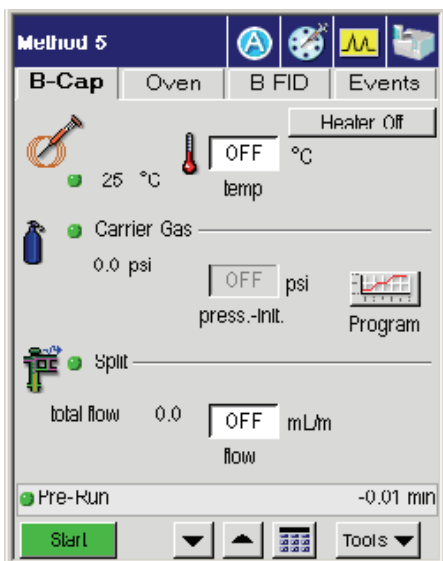 Method 5
B-Cap Oven B FID Events
Heater Off
OFF °C
25 °C
temp
Carrier Gas
0.0 psi
OFF psi
press.-Init.
Program
Split
total flow 0.0
OFF mL/m
flow
Pre-Run -0.01 min
Start Tools